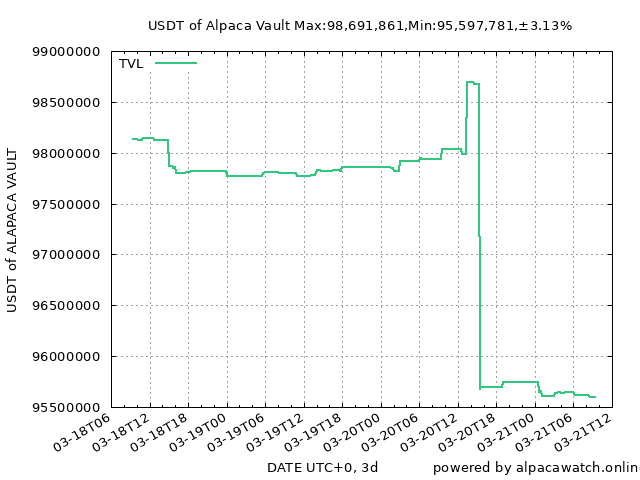 USDT of Alpaca Vault Max:98,691,861,Min:95,597,781,±3.13%
TVL
USDT of ALAPACA VAULT
99000000
98500000
98000000
97500000
97000000
96500000
96000000
95500000
03-18T06
03-18T12
03-18T18
03-19T00
03-19T06
03-19T12
03-19T18
03-20T00
03-20T06
03-20T12
03-20T18
03-21T00
03-21T06
03-21T12
DATE UTC+0, 3d
powered by alpacawatch.onlin